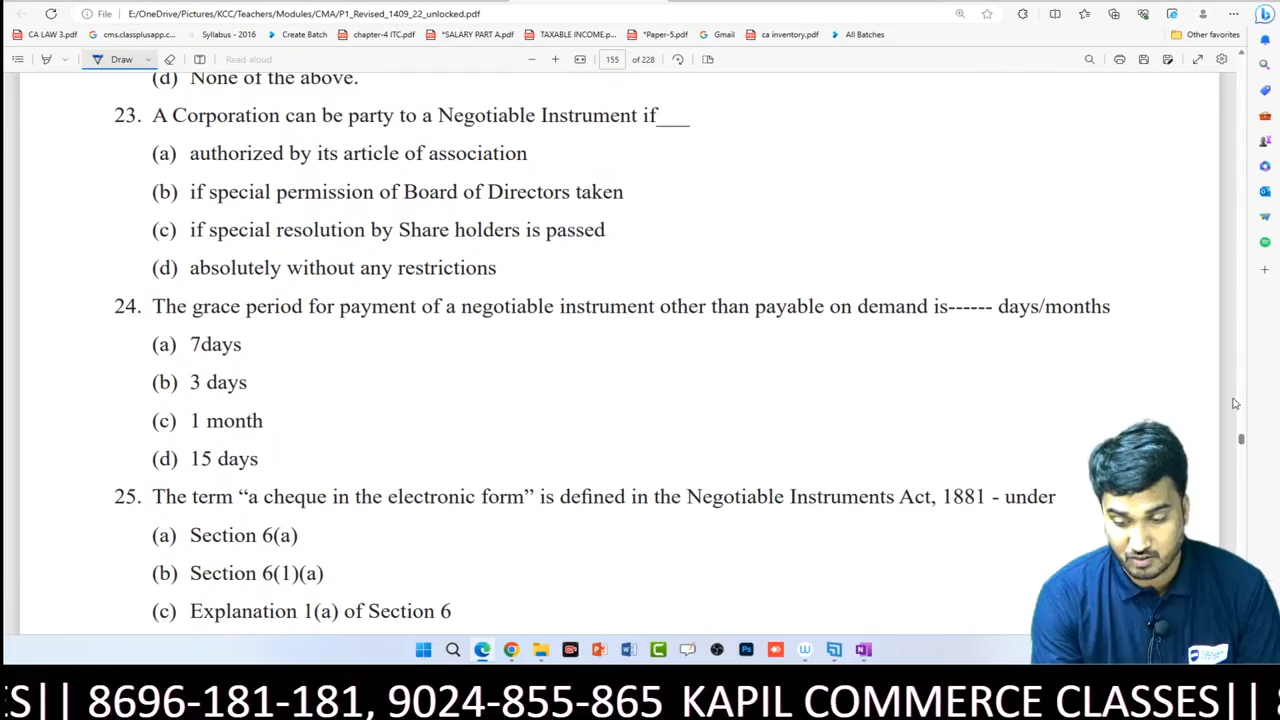 File
E:/OneDrive/Pictures/KCC/Teachers/Modules/CMA/P1_Revised_1409_22_unlocked.pdf
CA LAW 3.pdf
cms.classplusapp.c...
Syllabus - 2016
Create Batch
chapter-4 ITC.pdf
*SALARY PART A.pdf
TAXABLE INCOME.p...
*Paper-5.pdf
Gmail
ca inventory.pdf
All Batches
Other favorites
Draw
Read aloud
155 of 228
(d) None of the above.
23. A Corporation can be party to a Negotiable Instrument if___
(a) authorized by its article of association
(b) if special permission of Board of Directors taken
(c) if special resolution by Share holders is passed
(d) absolutely without any restrictions
24. The grace period for payment of a negotiable instrument other than payable on demand is------ days/months
(a) 7days
(b) 3 days
(c) 1 month
(d) 15 days
25. The term “a cheque in the electronic form” is defined in the Negotiable Instruments Act, 1881 - under
(a) Section 6(a)
(b) Section 6(1)(a)
(c) Explanation 1(a) of Section 6
ES|| 8696-181-181, 9024-855-865 KAPIL COMMERCE CLASSES||